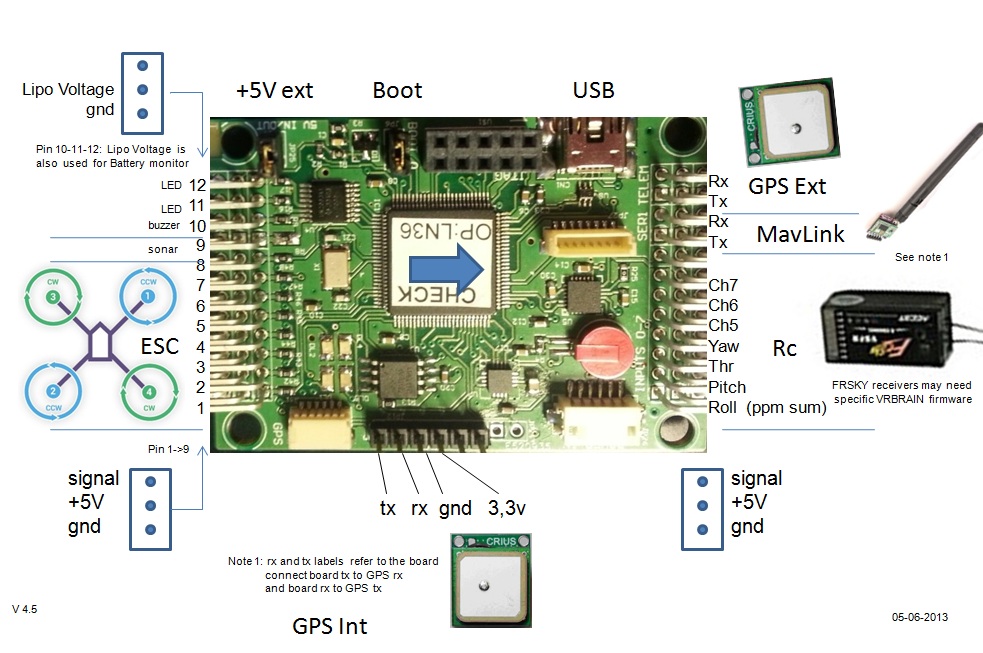 +5V ext
Boot
USB
Lipo Voltage
gnd
Pin 10-11-12: Lipo Voltage is
also used for Battery monitor
LED 12
LED 11
buzzer 10
sonar 9
8
7
6
5
4
3
2
1
ESC
CW
3
CCW
1
2
CCW
4
CW
Pin 1->9
signal
+5V
gnd
5V IN/OUT
JTAG
CHECK
OP:LN36
SER1 TELEM
INPUTS 0-7
GPS
CRIUS
GPS Ext
Rx
Tx
Rx
Tx
MavLink
See note 1
Ch7
Ch6
Ch5
Yaw
Thr
Pitch
Roll (ppm sum)
Rc
FRSKY receivers may need
specific VRBRAIN firmware
signal
+5V
gnd
tx rx gnd 3,3v
Note 1: rx and tx labels refer to the board
connect board tx to GPS rx
and board rx to GPS tx
CRIUS
GPS Int
V 4.5
05-06-2013